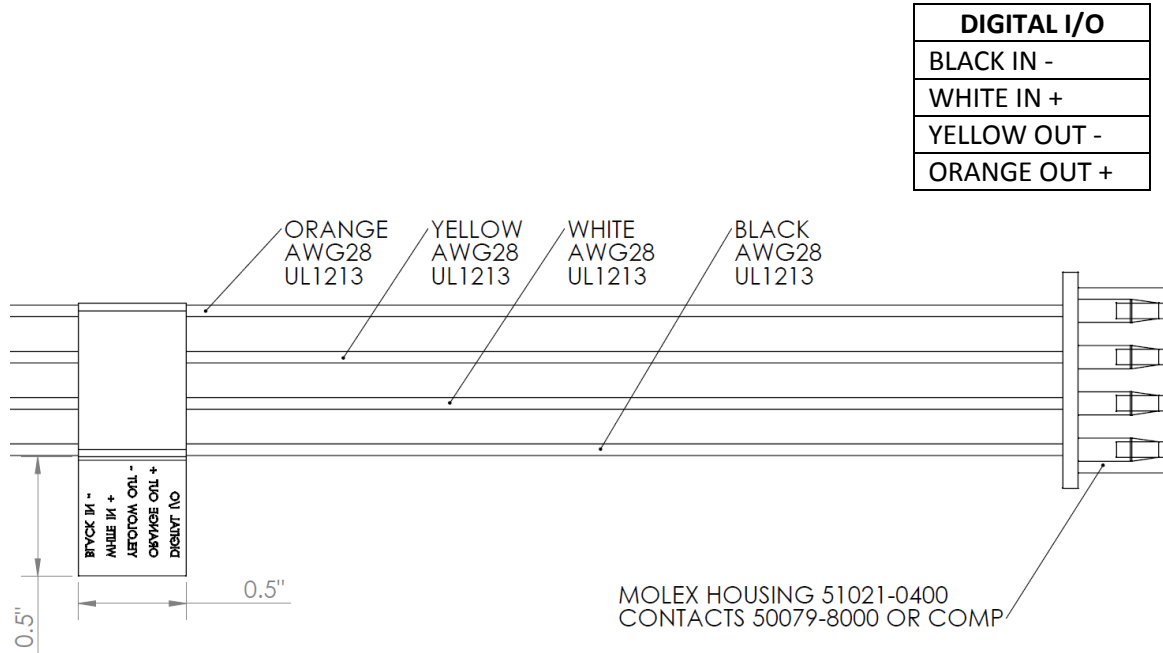 DIGITAL I/O
BLACK IN -
WHITE IN +
YELLOW OUT -
ORANGE OUT +
ORANGE
AWG28
UL1213
YELLOW
AWG28
UL1213
WHITE
AWG28
UL1213
BLACK
AWG28
UL1213
BLACK IN -
WHITE IN +
YELLOW OUT -
ORANGE OUT +
DIGITAL I/O
0.5"
0.5"
MOLEX HOUSING 51021-0400
CONTACTS 50079-8000 OR COMP